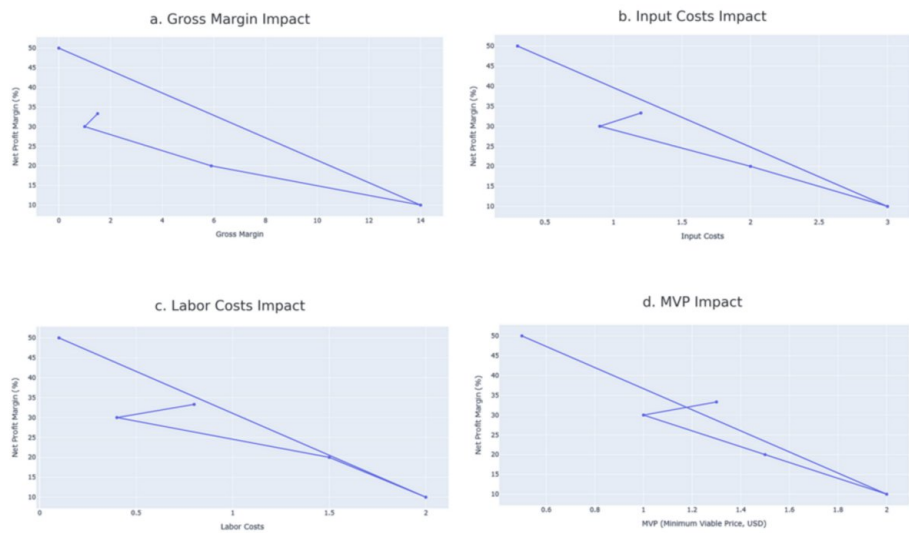 a. Gross Margin Impact
50
45
40
35
30
25
20
15
10
Net Profit Margin (%)
0 2 4 6 8 10 12 14
Gross Margin
b. Input Costs Impact
50
45
40
35
30
25
20
15
10
Net Profit Margin (%)
0.5 1 1.5 2 2.5 3
Input Costs
c. Labor Costs Impact
50
45
40
35
30
25
20
15
10
Net Profit Margin (%)
0 0.5 1 1.5 2
Labor Costs
d. MVP Impact
50
45
40
35
30
25
20
15
10
Net Profit Margin (%)
0.6 0.8 1 1.2 1.4 1.6 1.8 2
MVP (Minimum Viable Price, USD)